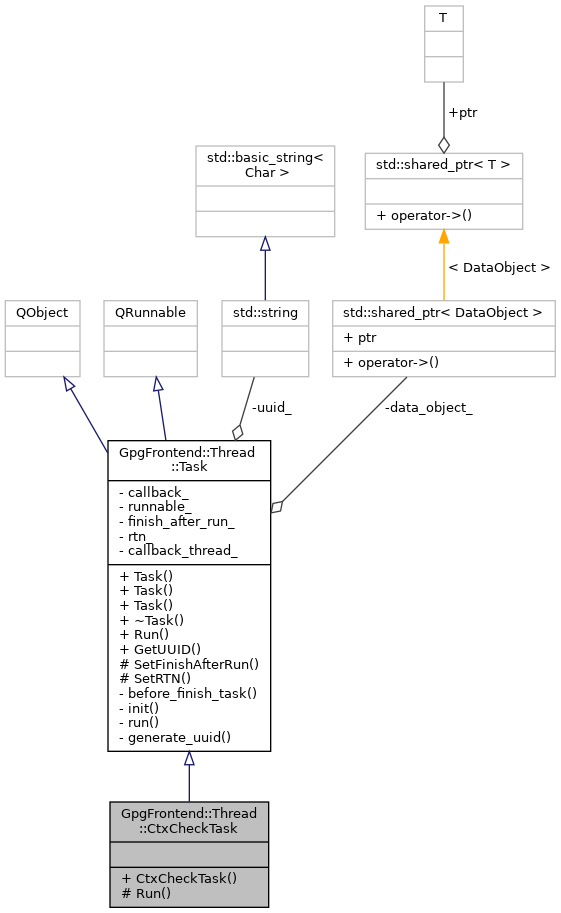 T
+ptr
std::basic_string<
Char >
std::shared_ptr< T >
+ operator->()
< DataObject >
QObject
QRunnable
std::string
std::shared_ptr< DataObject >
+ ptr
+ operator->()
-uuid_
-data_object_
GpgFrontend::Thread
::Task
- callback_
- runnable_
- finish_after_run_
- rtn_
- callback_thread_
+ Task()
+ Task()
+ Task()
+ ~Task()
+ Run()
+ GetUUID()
# SetFinishAfterRun()
# SetRTN()
- before_finish_task()
- init()
- run()
- generate_uuid()
GpgFrontend::Thread
::CtxCheckTask
+ CtxCheckTask()
# Run()